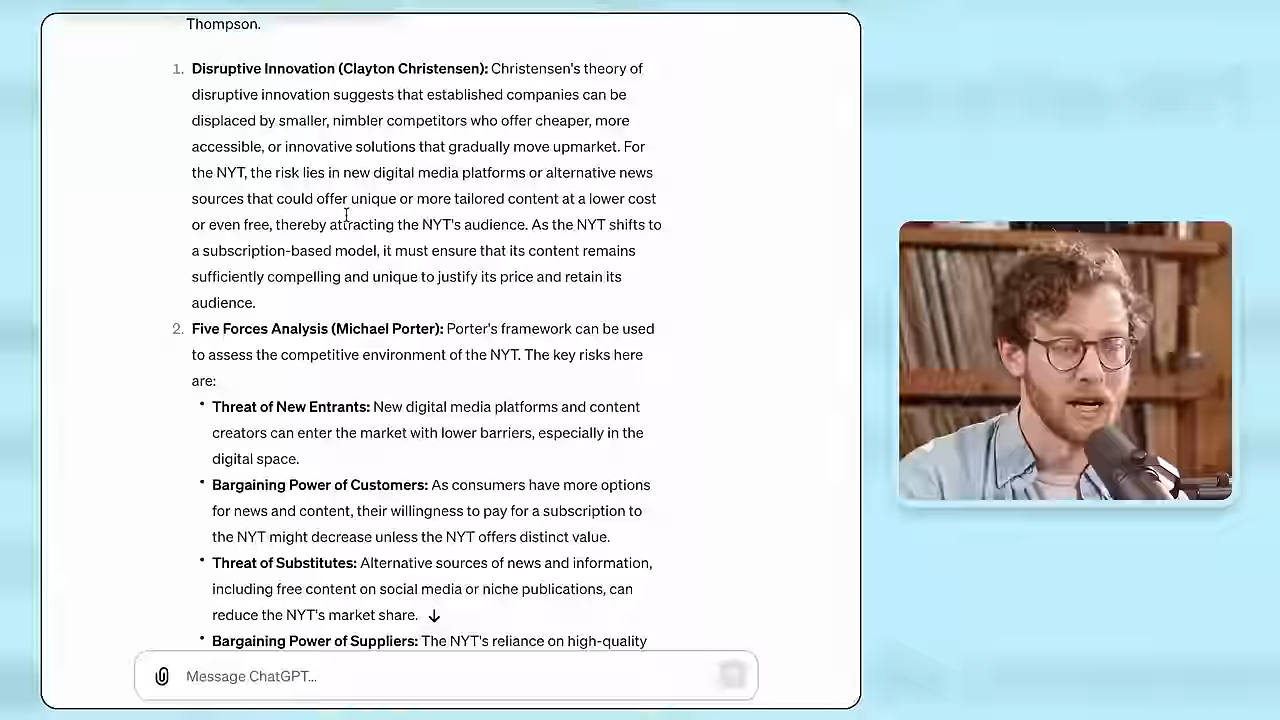 Thompson.
1. Disruptive Innovation (Clayton Christensen): Christensen's theory of
disruptive innovation suggests that established companies can be
displaced by smaller, nimbler competitors who offer cheaper, more
accessible, or innovative solutions that gradually move upmarket. For
the NYT, the risk lies in new digital media platforms or alternative news
sources that could offer unique or more tailored content at a lower cost
or even free, thereby attracting the NYT's audience. As the NYT shifts to
a subscription-based model, it must ensure that its content remains
sufficiently compelling and unique to justify its price and retain its
audience.
2. Five Forces Analysis (Michael Porter): Porter's framework can be used
to assess the competitive environment of the NYT. The key risks here
are:
• Threat of New Entrants: New digital media platforms and content
creators can enter the market with lower barriers, especially in the
digital space.
• Bargaining Power of Customers: As consumers have more options
for news and content, their willingness to pay for a subscription to
the NYT might decrease unless the NYT offers distinct value.
• Threat of Substitutes: Alternative sources of news and information,
including free content on social media or niche publications, can
reduce the NYT's market share.
• Bargaining Power of Suppliers: The NYT's reliance on high-quality
Message ChatGPT...